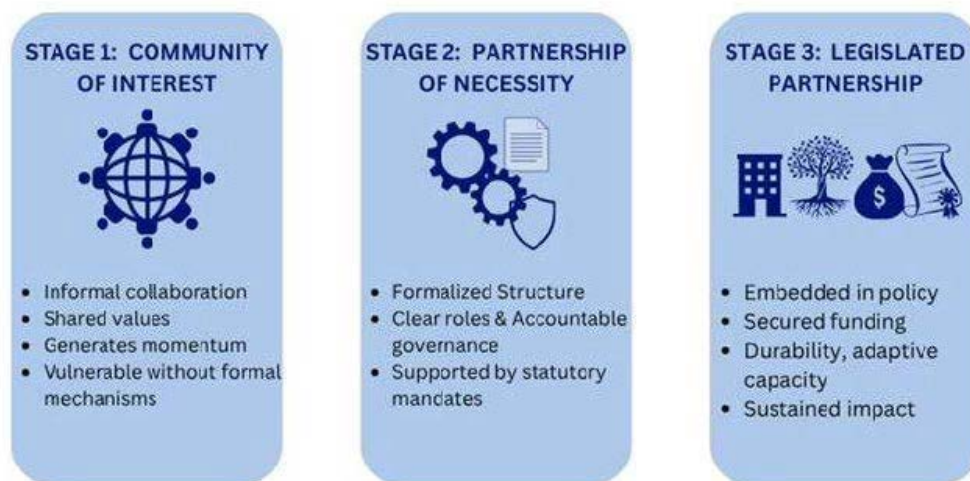 STAGE 1: COMMUNITY
OF INTEREST
• Informal collaboration
• Shared values
• Generates momentum
• Vulnerable without formal
mechanisms
STAGE 2: PARTNERSHIP
OF NECESSITY
• Formalized Structure
• Clear roles & Accountable
governance
• Supported by statutory
mandates
STAGE 3: LEGISLATED
PARTNERSHIP
$
• Embedded in policy
• Secured funding
• Durability, adaptive
capacity
• Sustained impact